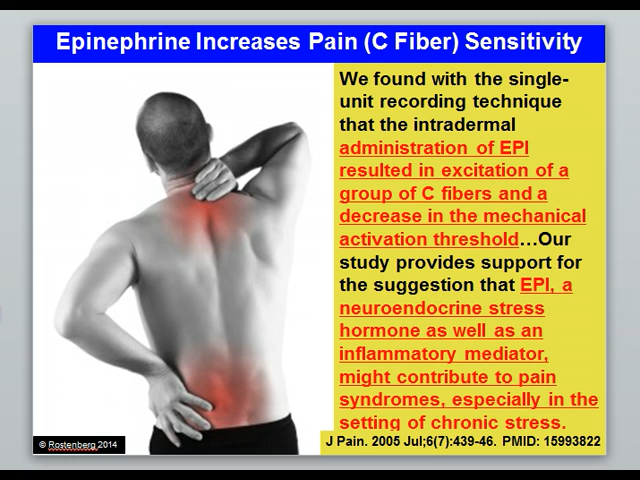 Epinephrine Increases Pain (C Fiber) Sensitivity
We found with the single-
unit recording technique
that the intradermal
administration of EPI
resulted in excitation of a
group of C fibers and a
decrease in the mechanical
activation threshold…Our
study provides support for
the suggestion that EPI, a
neuroendocrine stress
hormone as well as an
inflammatory mediator,
might contribute to pain
syndromes, especially in the
setting of chronic stress.
© Rostenberg 2014
J Pain. 2005 Jul;6(7):439-46. PMID: 15993822